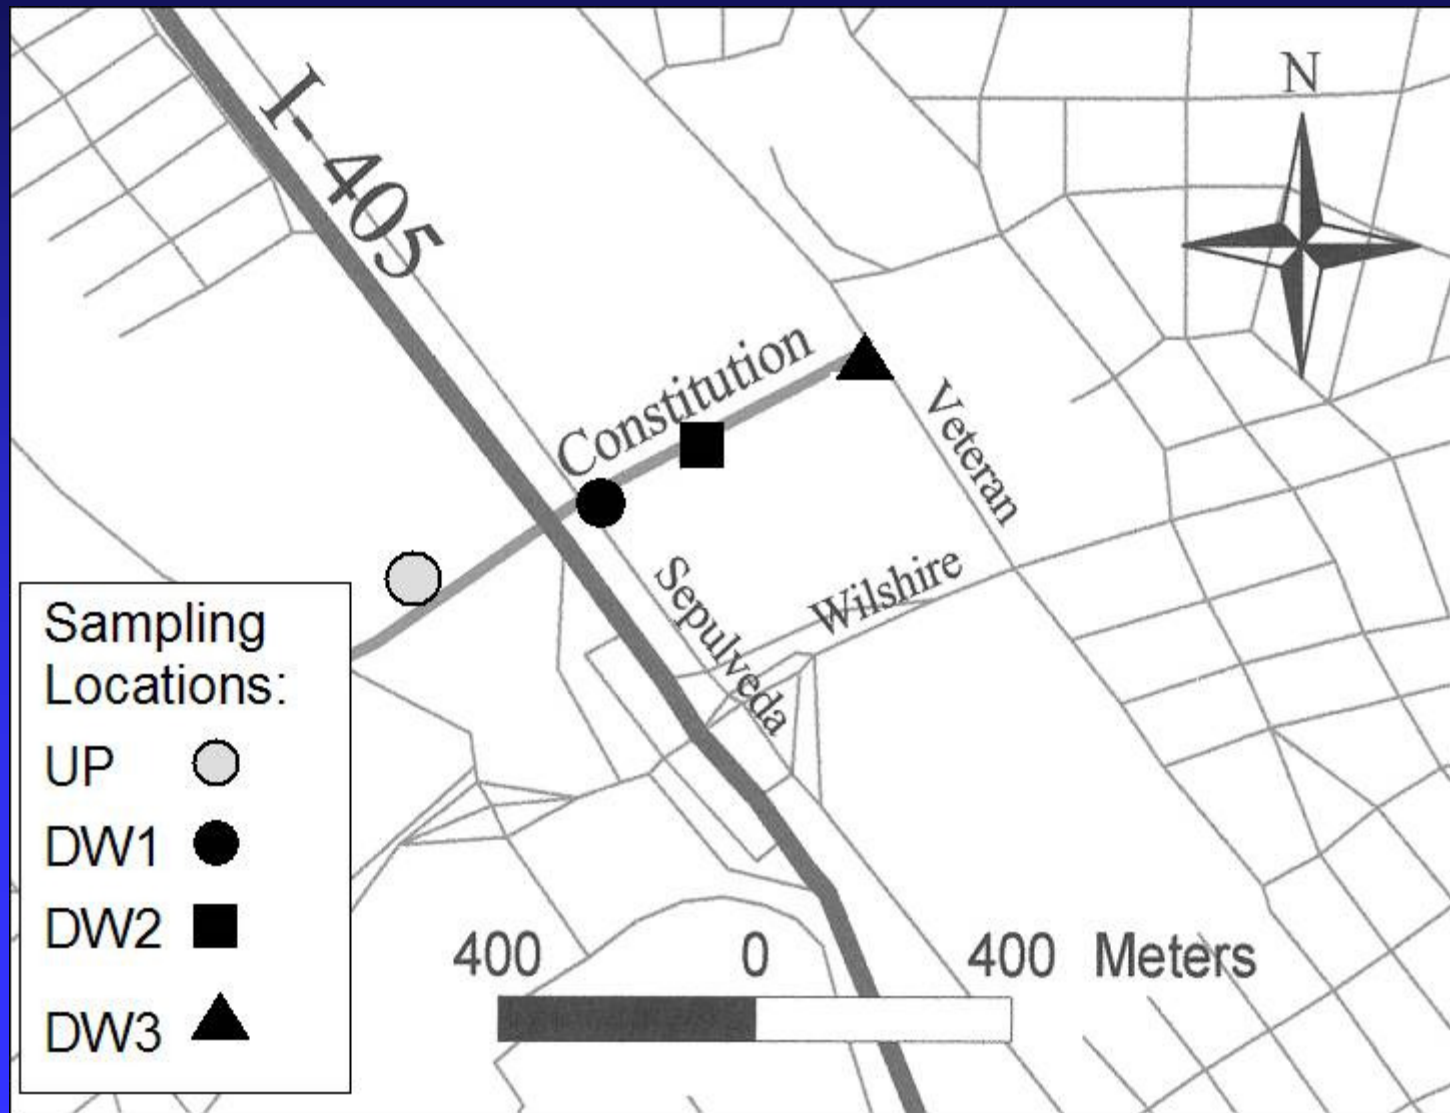 N
I-405
Constitution
Veteran
Sepulveda
Wilshire
Sampling
Locations:
UP
DW1
DW2
DW3
400 0 400 Meters